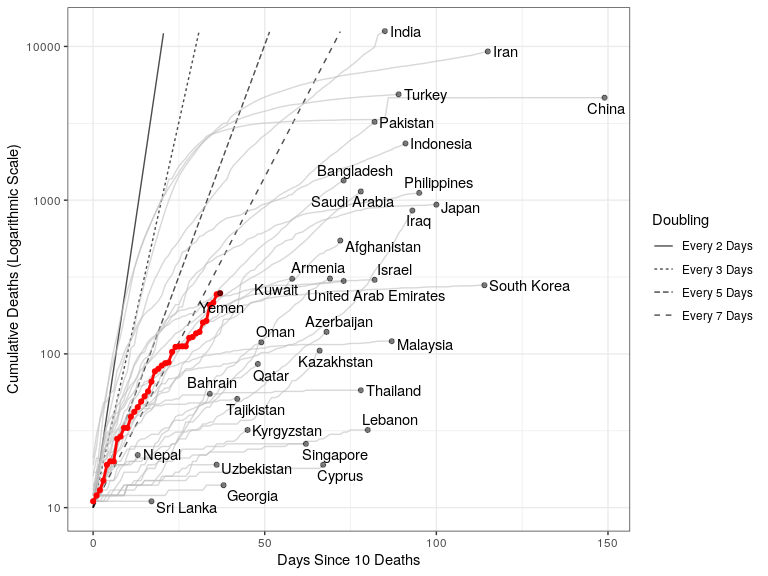 Cumulative Deaths (Logarithmic Scale)
10000
1000
100
10
India
Iran
Turkey
China
Pakistan
Indonesia
Bangladesh
Philippines
Saudi Arabia
Japan
Iraq
Afghanistan
Armenia
Israel
Kuwait
South Korea
United Arab Emirates
Yemen
Azerbaijan
Oman
Malaysia
Kazakhstan
Qatar
Bahrain
Thailand
Tajikistan
Lebanon
Kyrgyzstan
Nepal
Singapore
Uzbekistan
Cyprus
Georgia
Sri Lanka
0
50
100
150
Days Since 10 Deaths
Doubling
Every 2 Days
Every 3 Days
Every 5 Days
Every 7 Days